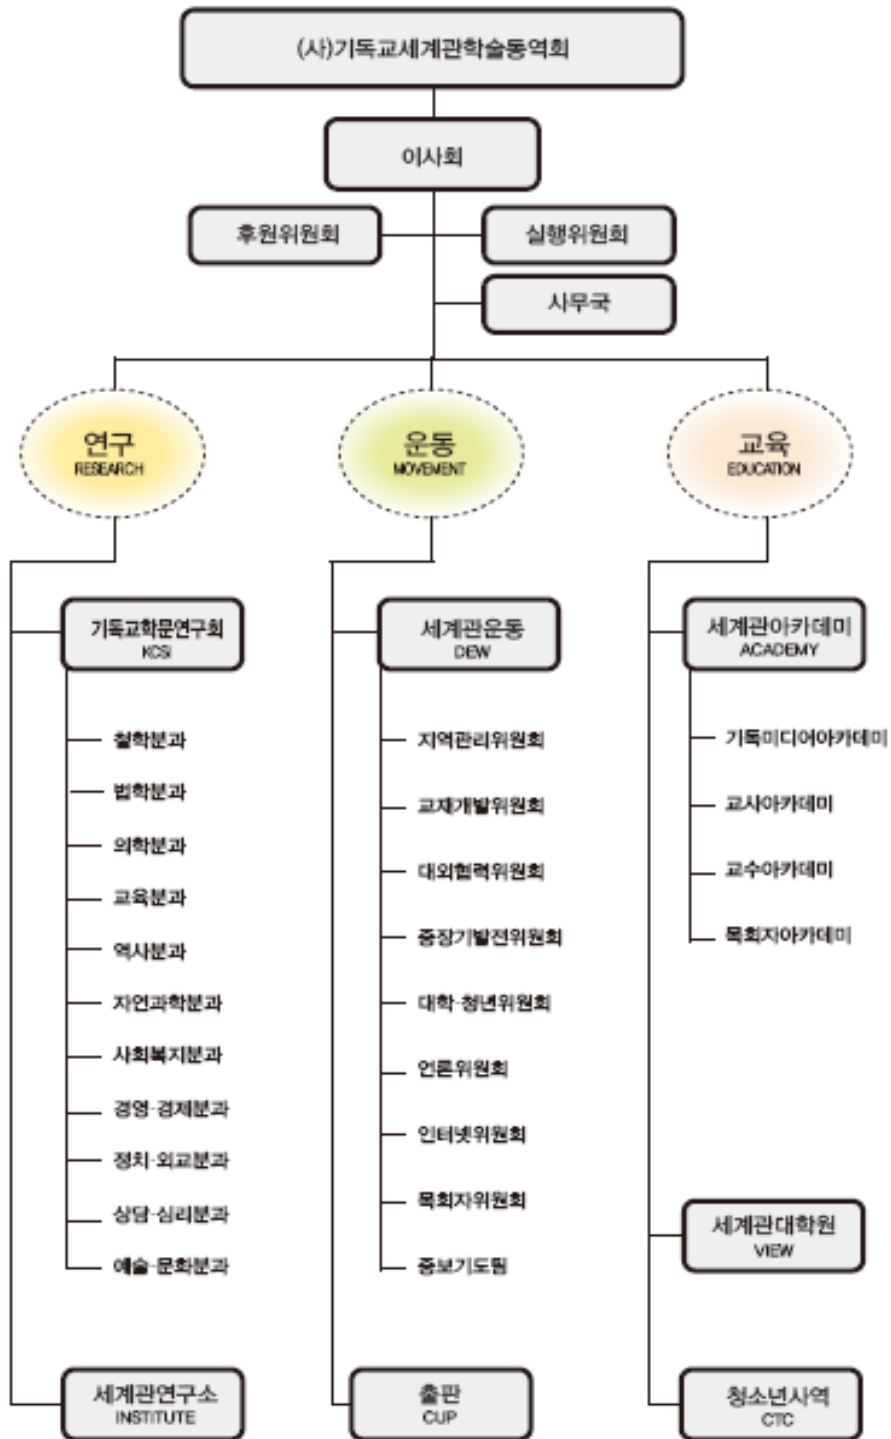 (사)기독교세계관학술동역회
이사회
후원위원회
실행위원회
사무국
연구
RESEARCH
운동
MOVEMENT
교육
EDUCATION
기독교학문연구회
KCSI
철학분과
법학분과
의학분과
교육분과
역사분과
자연과학분과
사회복지분과
경영·경제분과
정치·외교분과
상담·심리분과
예술·문화분과
세계관연구소
INSTITUTE
세계관운동
DEW
지역관리위원회
교재개발위원회
대외협력위원회
중장기발전위원회
대학·청년위원회
언론위원회
인터넷위원회
목회자위원회
중보기도팀
출판
CUP
세계관아카데미
ACADEMY
기독미디어아카데미
교사아카데미
교수아카데미
목회자아카데미
세계관대학원
VIEW
청소년사역
CTC